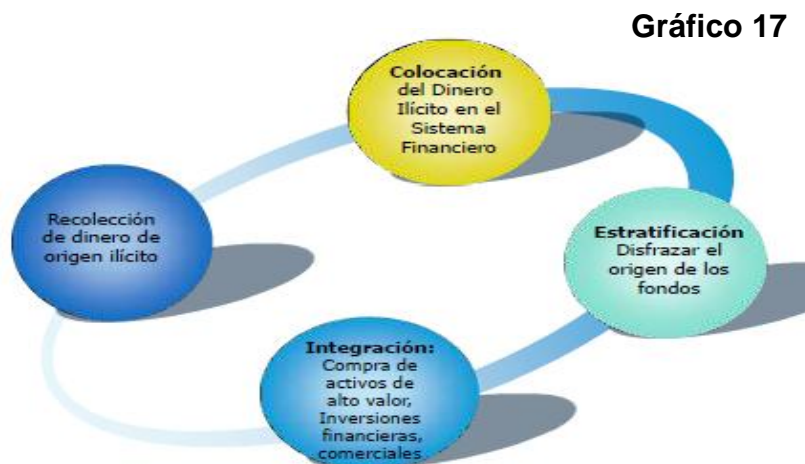 Gráfico 17
Colocación
del Dinero
Ilícito en el
Sistema
Financiero
Estratificación
Disfrazar el
origen de los
fondos
Integración:
Compra de
activos de
alto valor,
Inversiones
financieras,
comerciales
Recolección
de dinero de
origen ilícito